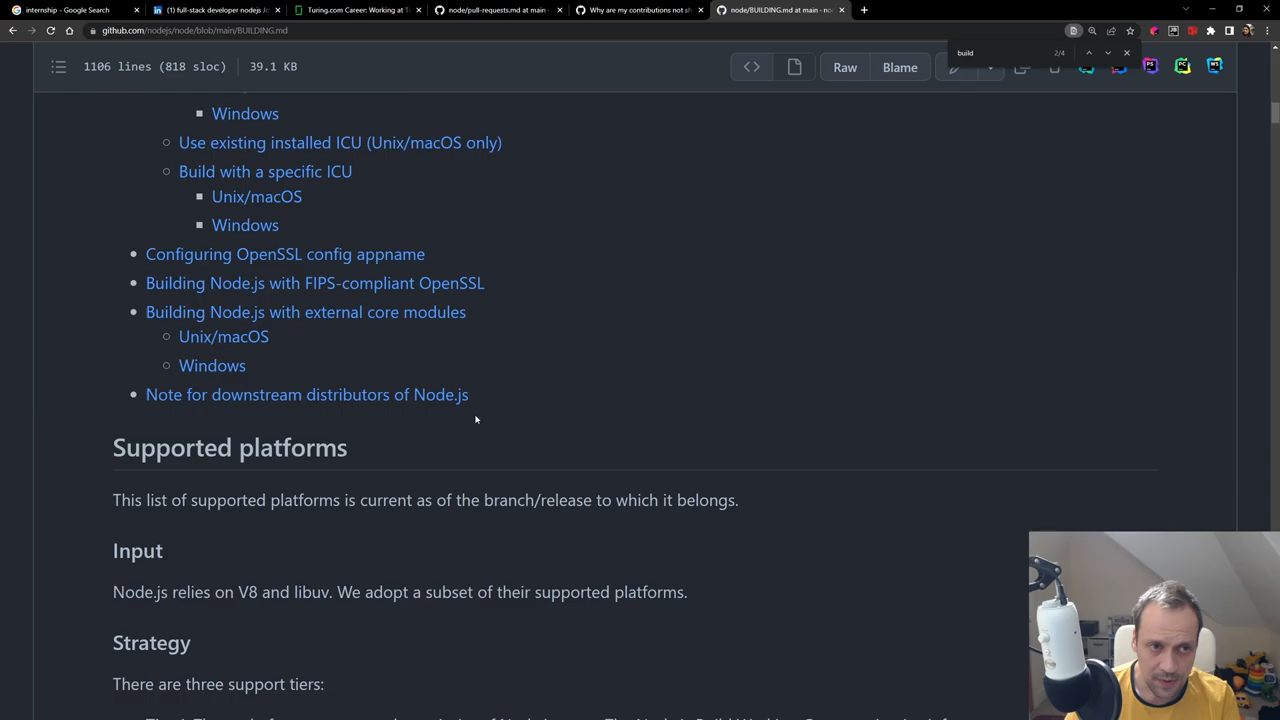 internship - Google Search
(1) full-stack developer nodejs Jo
Turing.com Career: Working at T
node/pull-requests.md at main ·
Why are my contributions not sh
node/BUILDING.md at main · nod
github.com/nodejs/node/blob/main/BUILDING.md
build
2/4
1106 lines (818 sloc)
39.1 KB
Raw
Blame
Windows
Use existing installed ICU (Unix/macOS only)
Build with a specific ICU
Unix/macOS
Windows
Configuring OpenSSL config appname
Building Node.js with FIPS-compliant OpenSSL
Building Node.js with external core modules
Unix/macOS
Windows
Note for downstream distributors of Node.js
Supported platforms
This list of supported platforms is current as of the branch/release to which it belongs.
Input
Node.js relies on V8 and libuv. We adopt a subset of their supported platforms.
Strategy
There are three support tiers: